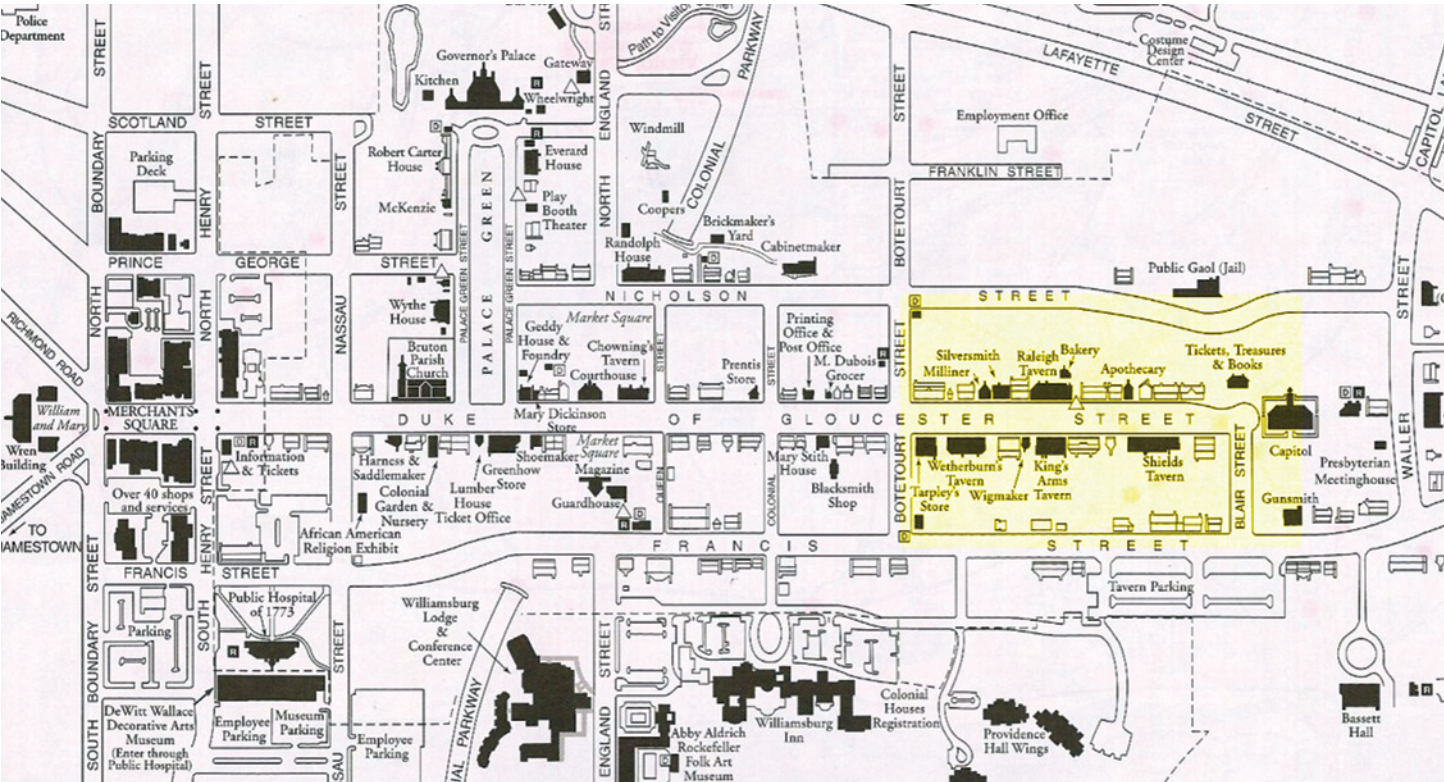 Police
Department
STREET
STREET
Governor's Palace
Kitchen
Gateway
R
Wheelwright
ENGLAND
Path to Visitor
PARKWAY
STREET
LAFAYETTE
STREET
Costume
Design
Center
CAPITOL
SCOTLAND
STREET
Parking
Deck
BOUNDARY
HENRY
STREET
D
Robert Carter
House
McKenzie
R
Everard
House
Play
Booth
Theater
PALACE GREEN
PALACE GREEN STREET
PALACE GREEN STREET
NORTH
Windmill
COLONIAL
Coopers
Brickmaker's
Yard
D
Cabinetmaker
Randolph
House
Employment Office
FRANKLIN STREET
BOTETOURT
PRINCE
GEORGE
STREET
NICHOLSON
STREET
Public Gaol (Jail)
STREET
NORTH
NORTH
NASSAU
RICHMOND ROAD
Wythe
House
Bruton
Parish
Church
Market Square
Geddy
House &
Foundry
Chowning's
Tavern
Courthouse
STREET
Prentis
Store
STREET
Printing
Office &
Post Office
M. Dubois
Grocer
R
STREET
D
Silversmith
Milliner
Raleigh
Tavern
Bakery
Apothecary
Tickets, Treasures
& Books
William
and Mary
Wren
Building
MERCHANTS
SQUARE
DUKE OF GLOUCESTER STREET
Mary Dickinson
Store
D R
Information
& Tickets
Harness &
Saddlemaker
Colonial
Garden &
Nursery
Lumber
House
Ticket Office
Greenhow
Store
Shoemaker
Market
Square
Magazine
Guardhouse
R D
QUEEN
Mary Stith
House
COLONIAL
Blacksmith
Shop
BOTETOURT
Tarpley's
Store
Wetherburn's
Tavern
Wigmaker
King's
Arms
Tavern
Shields
Tavern
BLAIR STREET
Capitol
Gunsmith
D R
Presbyterian
Meetinghouse
WALLER
JAMESTOWN ROAD
TO
JAMESTOWN
Over 40 shops
and services
STREET
HENRY
African American
Religion Exhibit
D
FRANCIS
STREET
STREET
FRANCIS
STREET
Parking
BOUNDARY
SOUTH
SOUTH
Public Hospital
of 1773
R
STREET
Williamsburg
Lodge
&
Conference
Center
Tavern Parking
DeWitt Wallace
Decorative Arts
Museum
(Enter through
Public Hospital)
Employee
Parking
Museum
Parking
Employee
Parking
PARKWAY
STREET
ENGLAND
Abby Aldrich
Rockefeller
Folk Art
Museum
D
Williamsburg
Inn
Colonial
Houses
Registration
Providence
Hall Wings
Bassett
Hall
R